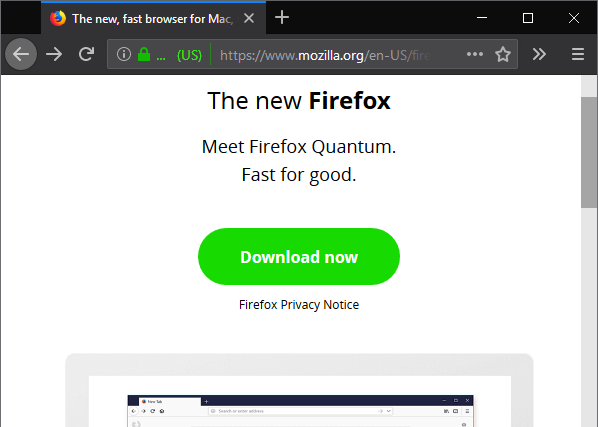 The new, fast browser for Mac,
... (US) https://www.mozilla.org/en-US/fire
The new Firefox
Meet Firefox Quantum.
Fast for good.
Download now
Firefox Privacy Notice
New Tab
Search or enter address